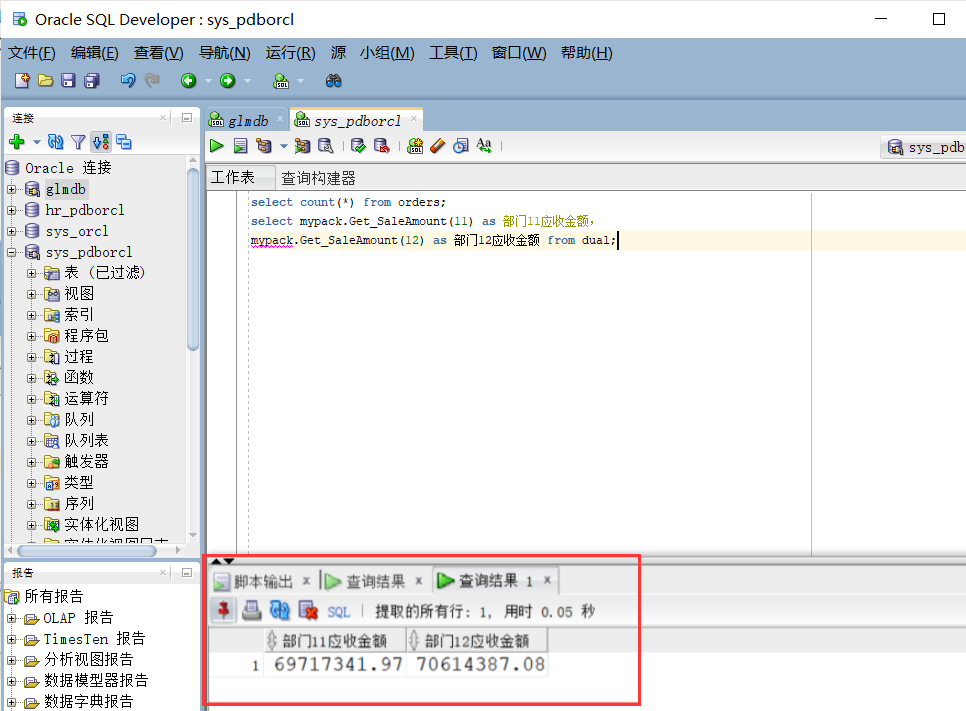 Oracle SQL Developer : sys_pdborcl
文件(F) 编辑(E) 查看(V) 导航(N) 运行(R) 源 小组(M) 工具(T) 窗口(W) 帮助(H)
连接
Oracle 连接
glmdb
hr_pdborcl
sys_orcl
sys_pdborcl
表 (已过滤)
视图
索引
程序包
过程
函数
运算符
队列
队列表
触发器
类型
序列
实体化视图
实体化视图日志
报告
所有报告
OLAP 报告
TimesTen 报告
分析视图报告
数据模型器报告
数据字典报告
glmdb sys_pdborcl
sys_pdb
工作表 查询构建器
select count(*) from orders;
select mypack.Get_SaleAmount(11) as 部门11应收金额,
mypack.Get_SaleAmount(12) as 部门12应收金额 from dual;
脚本输出 × 查询结果 × 查询结果 1 ×
SQL | 提取的所有行: 1, 用时 0.05 秒
部门11应收金额 部门12应收金额
1 69717341.97 70614387.08